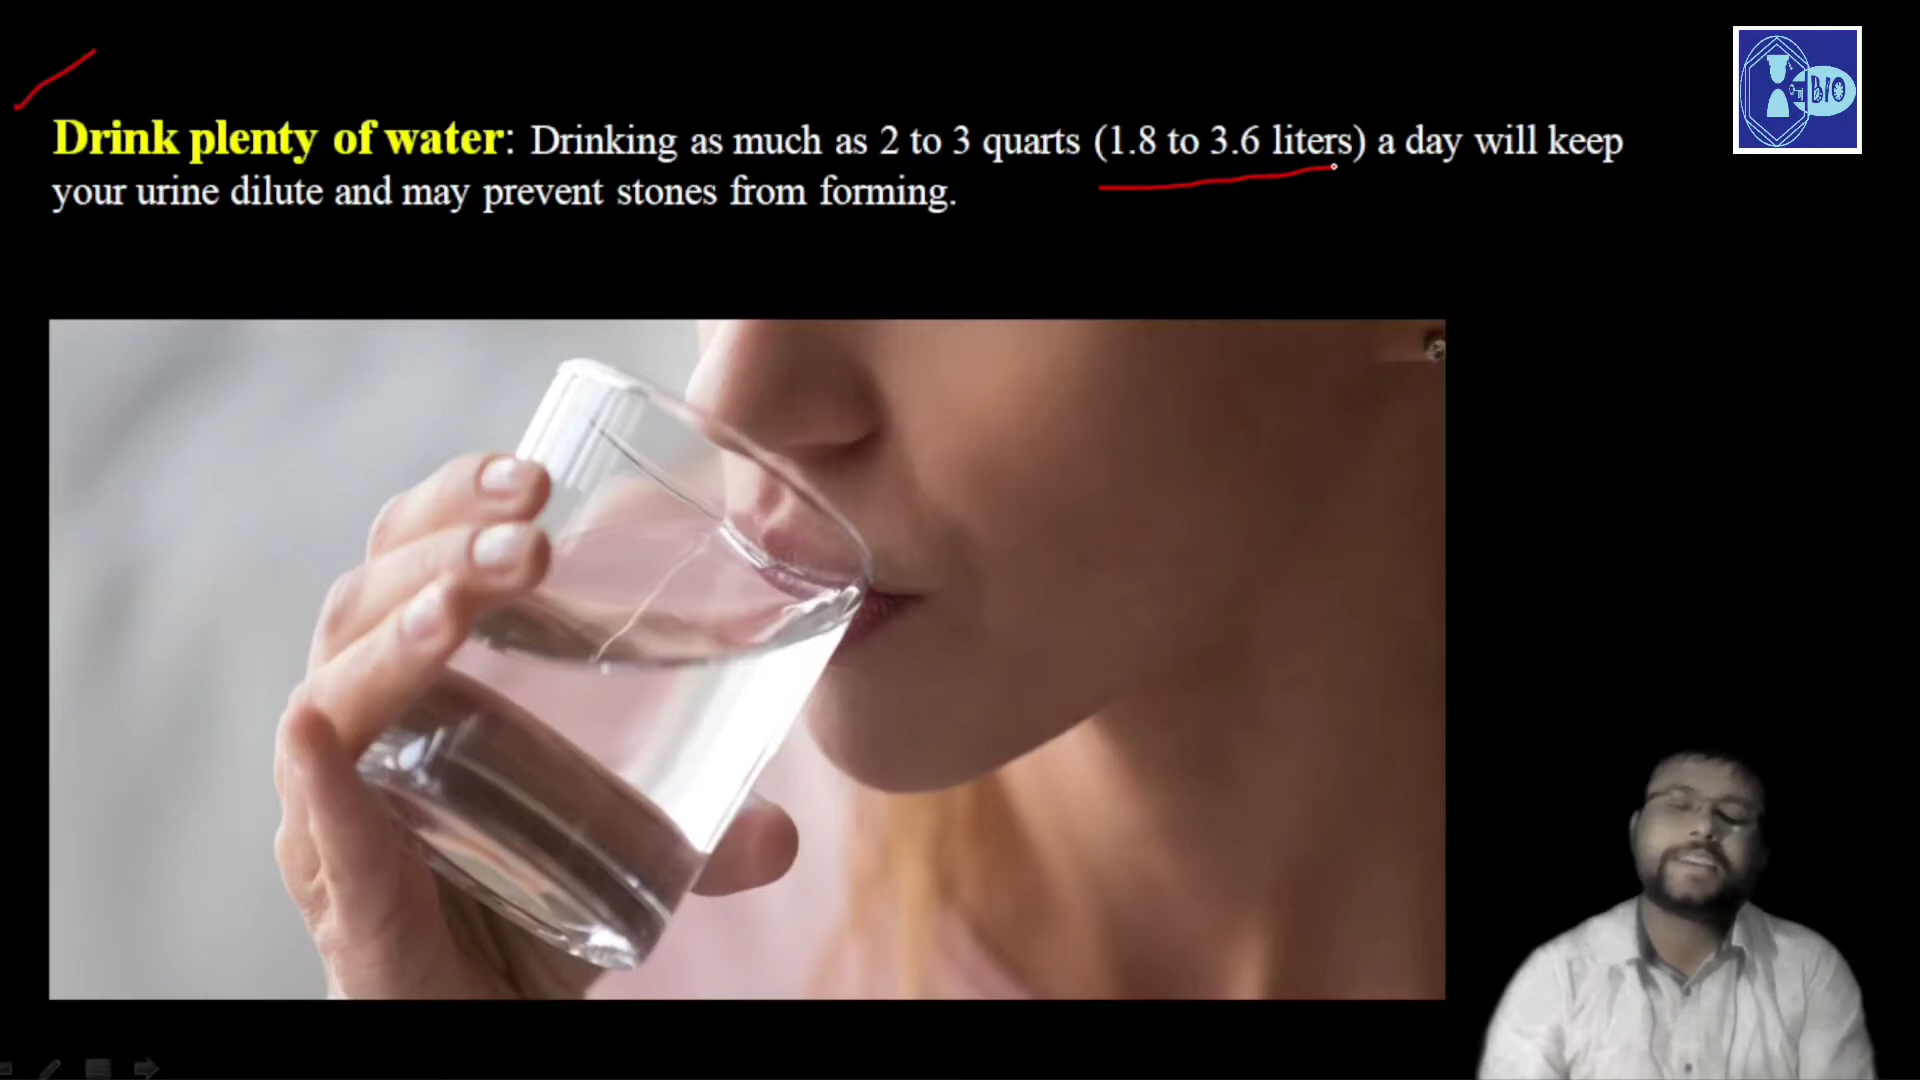 Drink plenty of water: Drinking as much as 2 to 3 quarts (1.8 to 3.6 liters) a day will keep
your urine dilute and may prevent stones from forming.
BIO